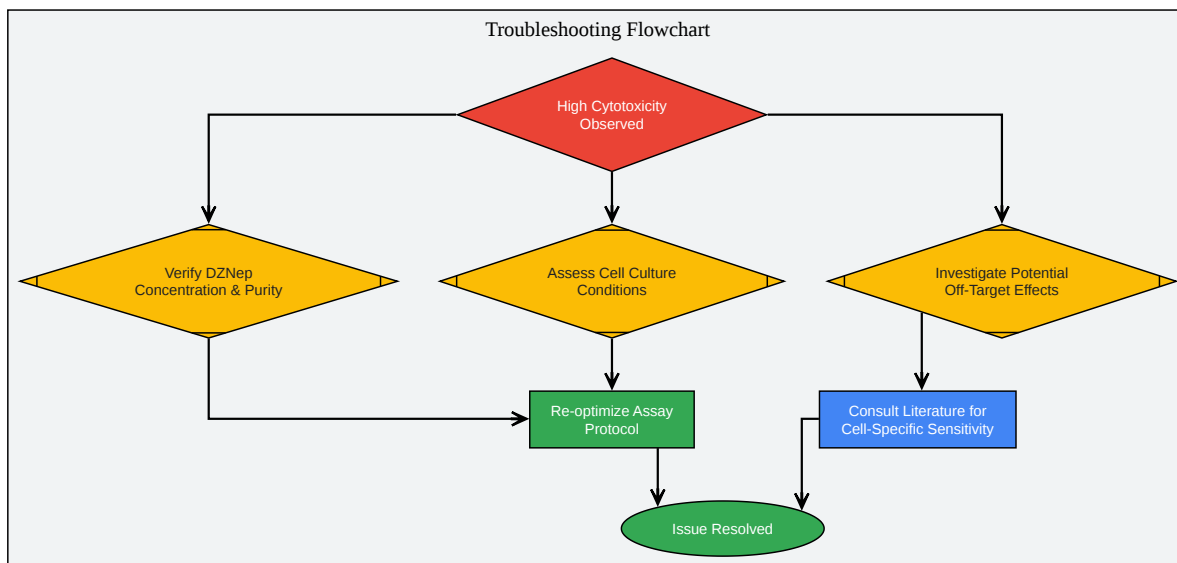 Troubleshooting Flowchart
High Cytotoxicity
Observed
Verify DZNep
Concentration & Purity
Assess Cell Culture
Conditions
Investigate Potential
Off-Target Effects
Re-optimize Assay
Protocol
Consult Literature for
Cell-Specific Sensitivity
Issue Resolved